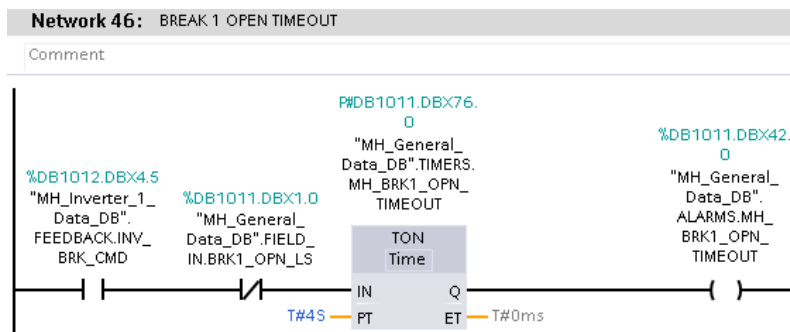 Network 46: BREAK 1 OPEN TIMEOUT
Comment
%DB1012.DBX4.5
"MH_Inverter_1_
Data_DB".
FEEDBACK.INV_
BRK_CMD
%DB1011.DBX1.0
"MH_General_
Data_DB".FIELD_
IN.BRK1_OPN_LS
P#DB1011.DBX76.
0
"MH_General_
Data_DB".TIMERS.
MH_BRK1_OPN_
TIMEOUT
TON
Time
IN Q
T#4S PT ET T#0ms
%DB1011.DBX42.
0
"MH_General_
Data_DB".
ALARMS.MH_
BRK1_OPN_
TIMEOUT